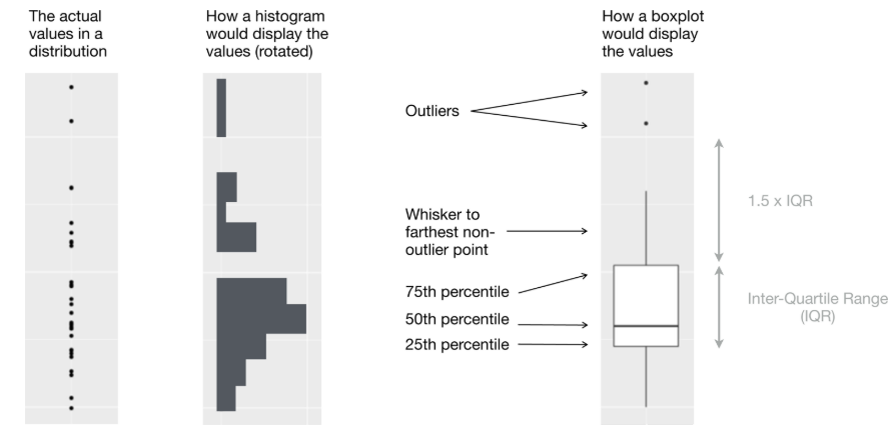 The actual
values in a
distribution
How a histogram
would display the
values (rotated)
How a boxplot
would display
the values
Outliers
1.5 x IQR
Whisker to
farthest non-
outlier point
75th percentile
Inter-Quartile Range
(IQR)
50th percentile
25th percentile